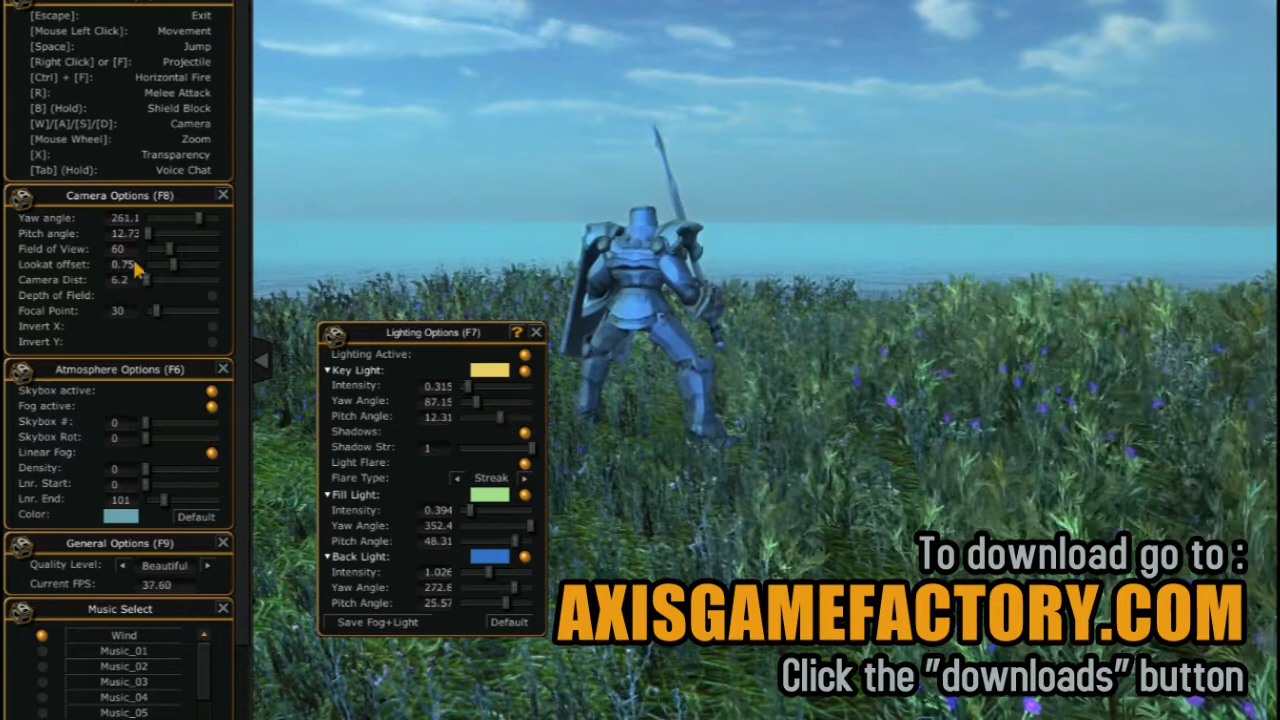 [Escape]: Exit
[Mouse Left Click]: Movement
[Space]: Jump
[Right Click] or [F]: Projectile
[Ctrl] + [F]: Horizontal Fire
[R]: Melee Attack
[B] (Hold): Shield Block
[W]/[A]/[S]/[D]: Camera
[Mouse Wheel]: Zoom
[X]: Transparency
[Tab] (Hold): Voice Chat
Camera Options (F8)
Yaw angle: 261.1
Pitch angle: 12.73
Field of View: 60
Lookat offset: 0.75
Camera Dist: 6.2
Depth of Field:
Focal Point: 30
Invert X:
Invert Y:
Atmosphere Options (F6)
Skybox active:
Fog active:
Skybox #: 0
Skybox Rot: 0
Linear Fog:
Density: 0
Lnr. Start: 0
Lnr. End: 101
Color: Default
General Options (F9)
Quality Level: Beautiful
Current FPS: 37.60
Music Select
Wind
Music_01
Music_02
Music_03
Music_04
Music_05
Lighting Options (F7) ?
Lighting Active:
Key Light:
Intensity: 0.315
Yaw Angle: 87.15
Pitch Angle: 12.31
Shadows:
Shadow Str: 1
Light Flare:
Flare Type: Streak
Fill Light:
Intensity: 0.394
Yaw Angle: 352.4
Pitch Angle: 48.31
Back Light:
Intensity: 1.026
Yaw Angle: 272.8
Pitch Angle: 25.57
Save Fog+Light Default
To download go to :
AXISGAMEFACTORY.COM
Click the "downloads" button